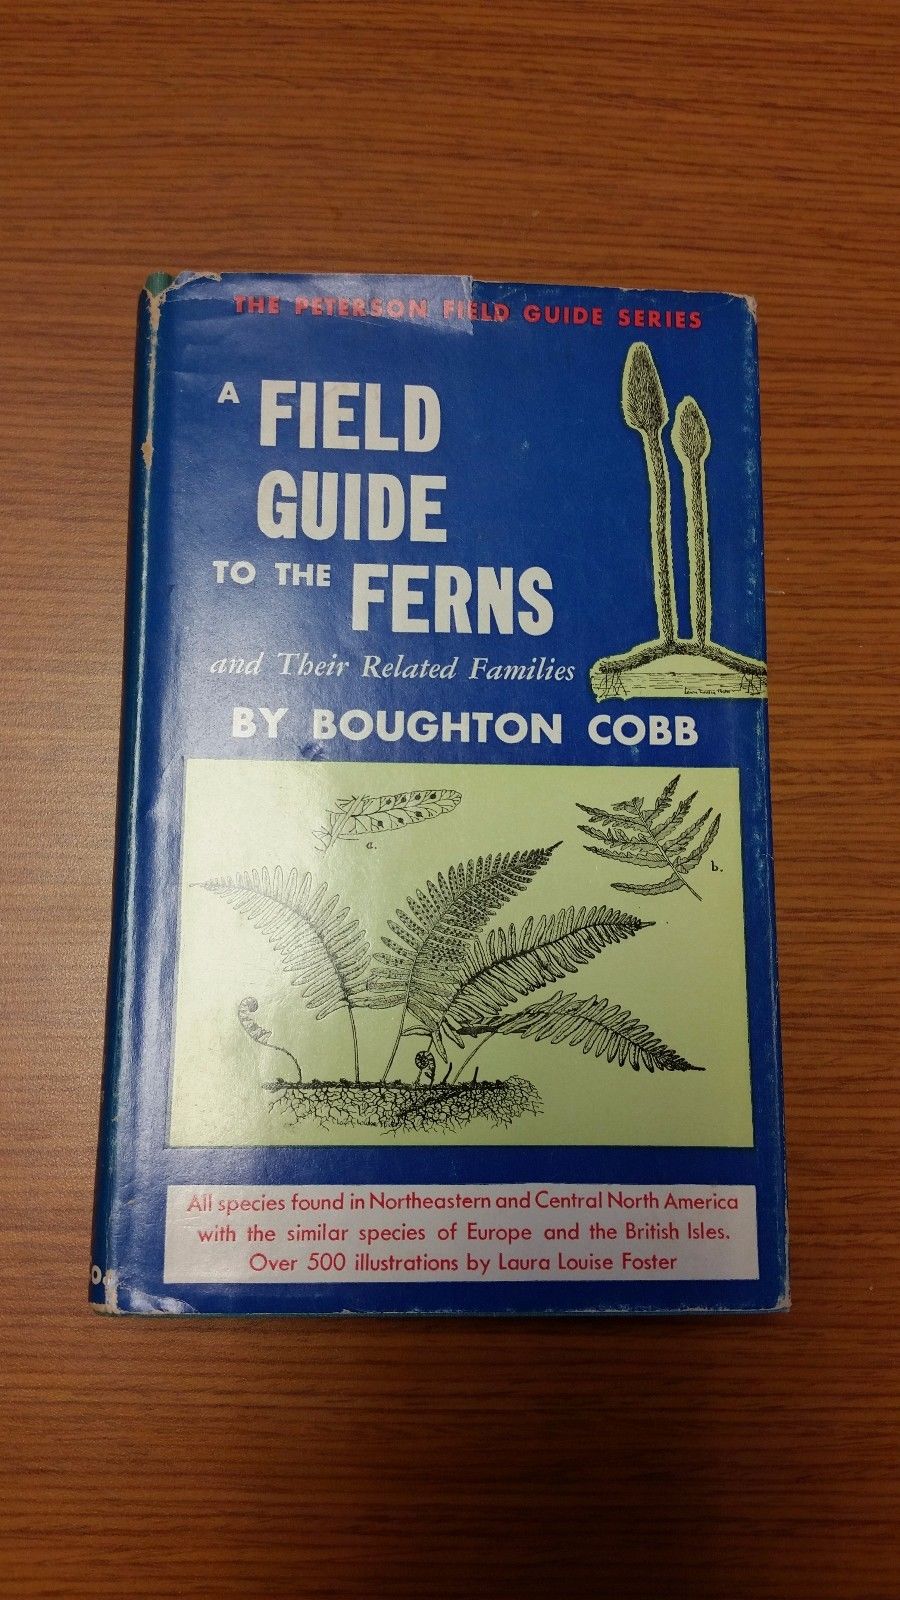 THE PETERSON FIELD GUIDE SERIES
A FIELD
GUIDE
TO THE FERNS
and Their Related Families
BY BOUGHTON COBB
a.
b.
All species found in Northeastern and Central North America
with the similar species of Europe and the British Isles.
Over 500 illustrations by Laura Louise Foster